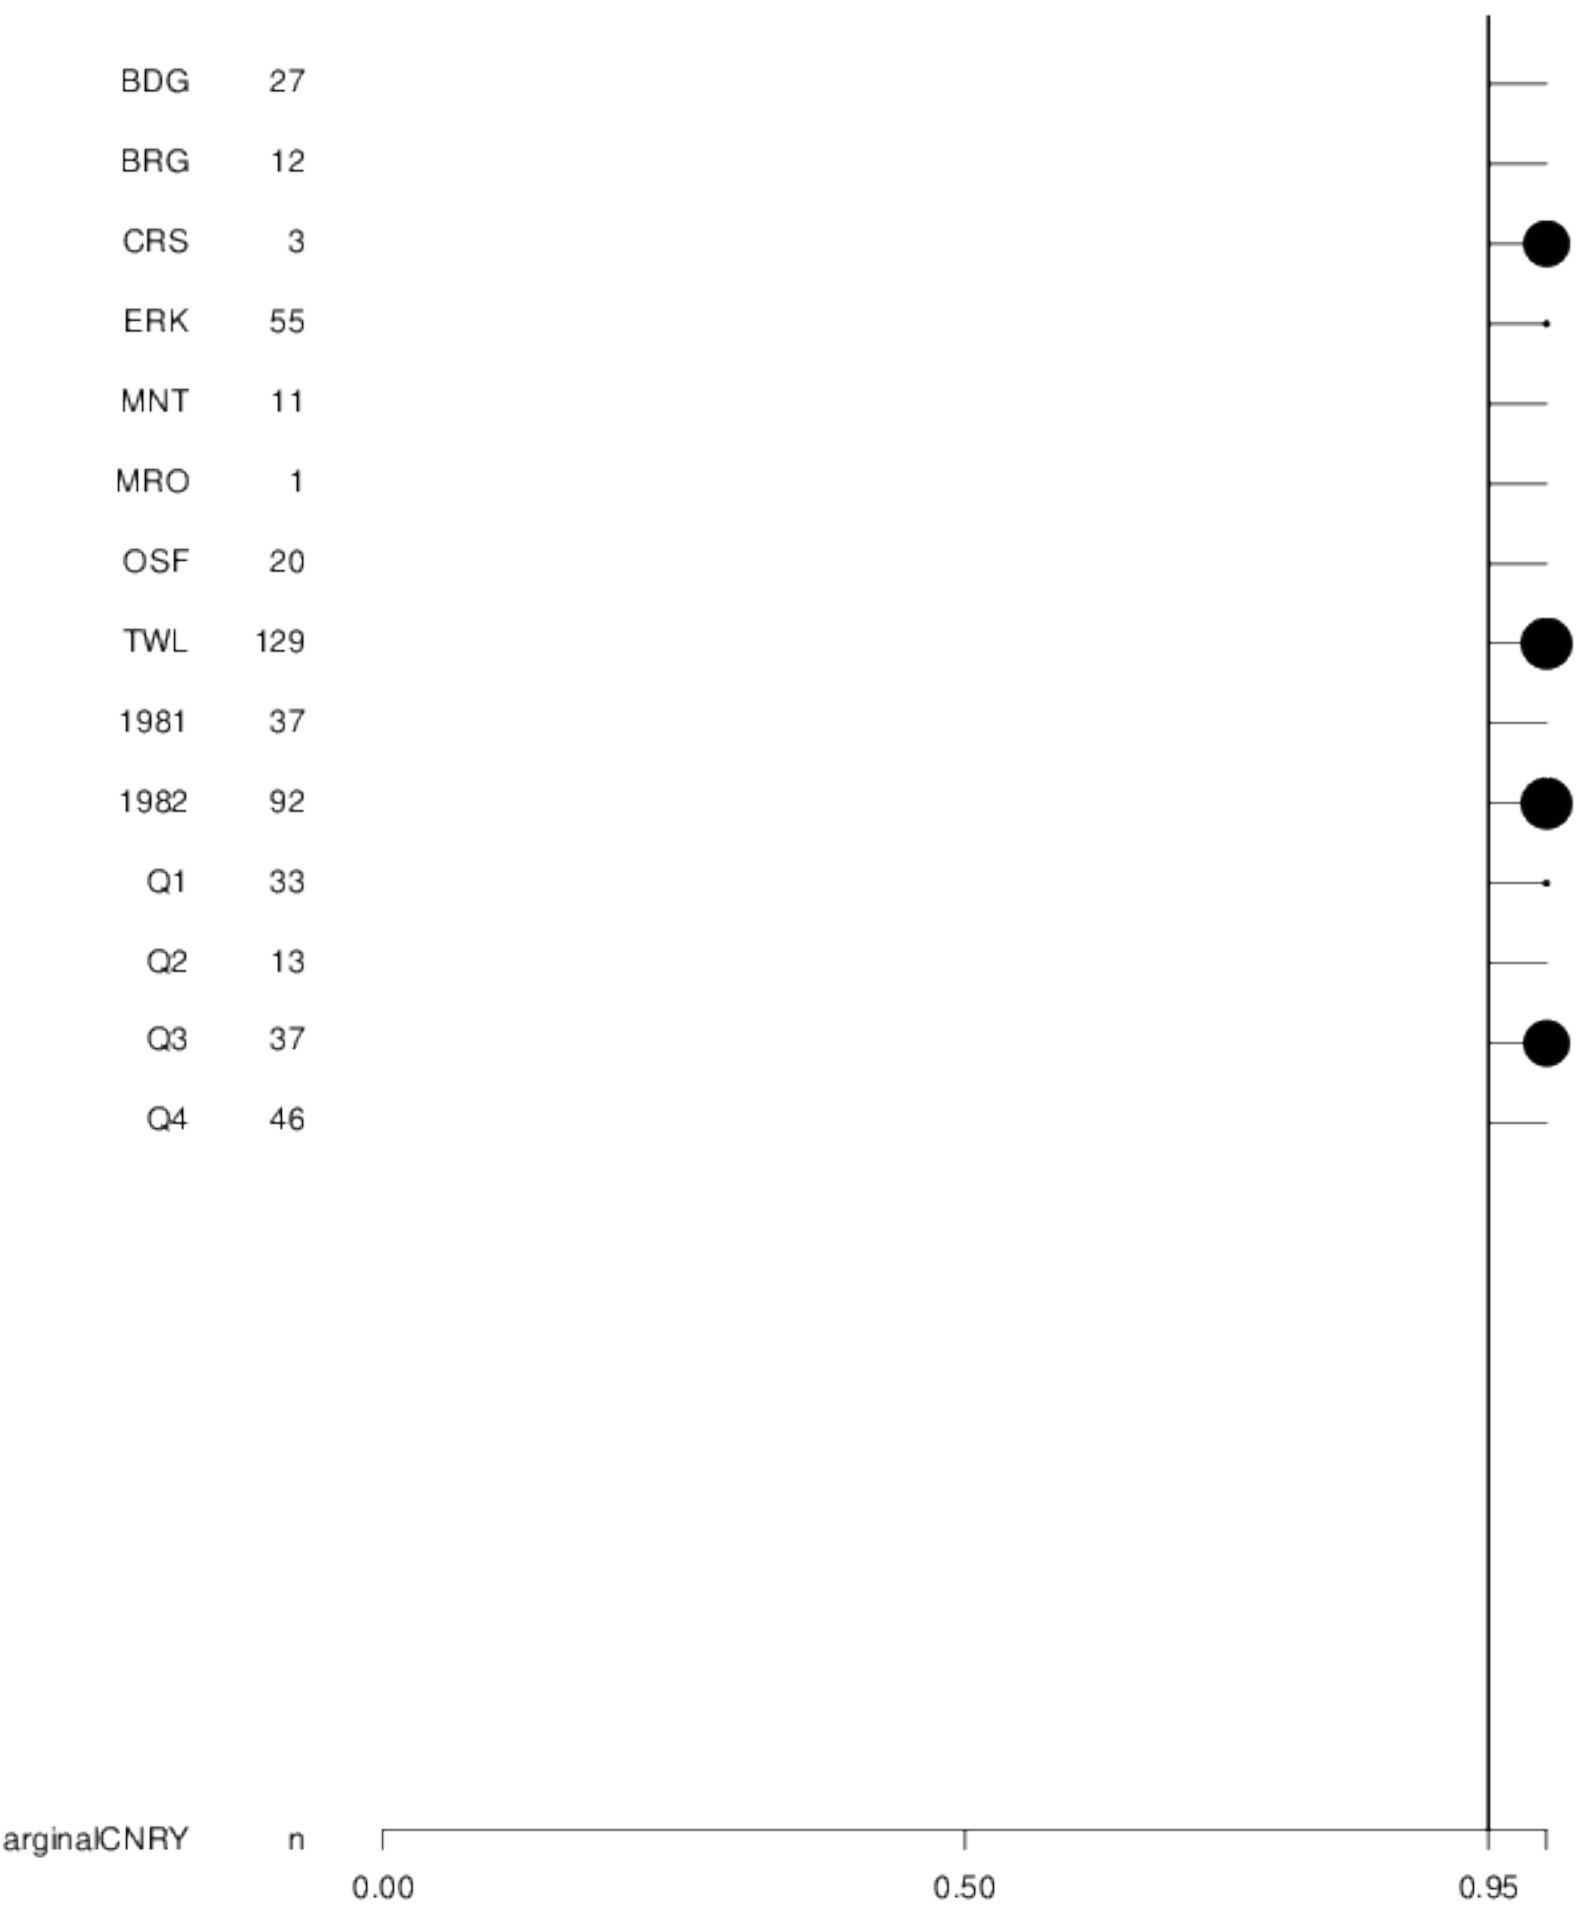 BDG 27
BRG 12
CRS 3
ERK 55
MNT 11
MRO 1
OSF 20
TWL 129
1981 37
1982 92
Q1 33
Q2 13
Q3 37
Q4 46
arginalCNRY n
0.00 0.50 0.95